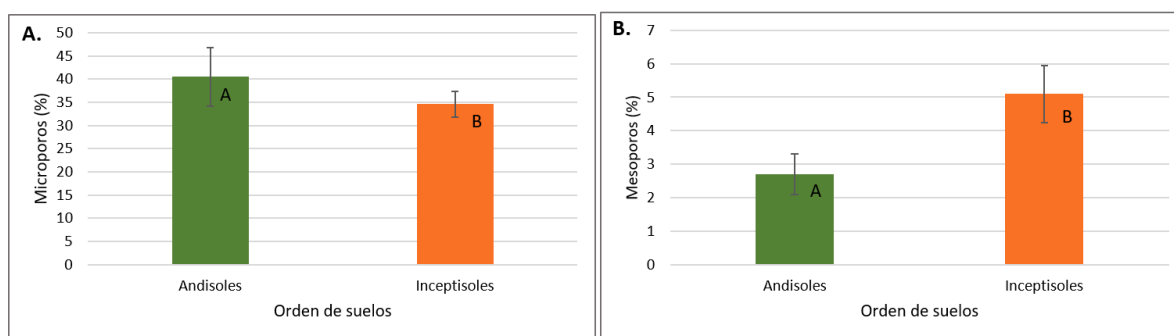 A.
Microporos (%)
50
45
40
35
30
25
20
15
10
5
0
A
B
Andisoles
Inceptisoles
Orden de suelos
B.
Mesoporos (%)
7
6
5
4
3
2
1
0
A
B
Andisoles
Inceptisoles
Orden de suelos